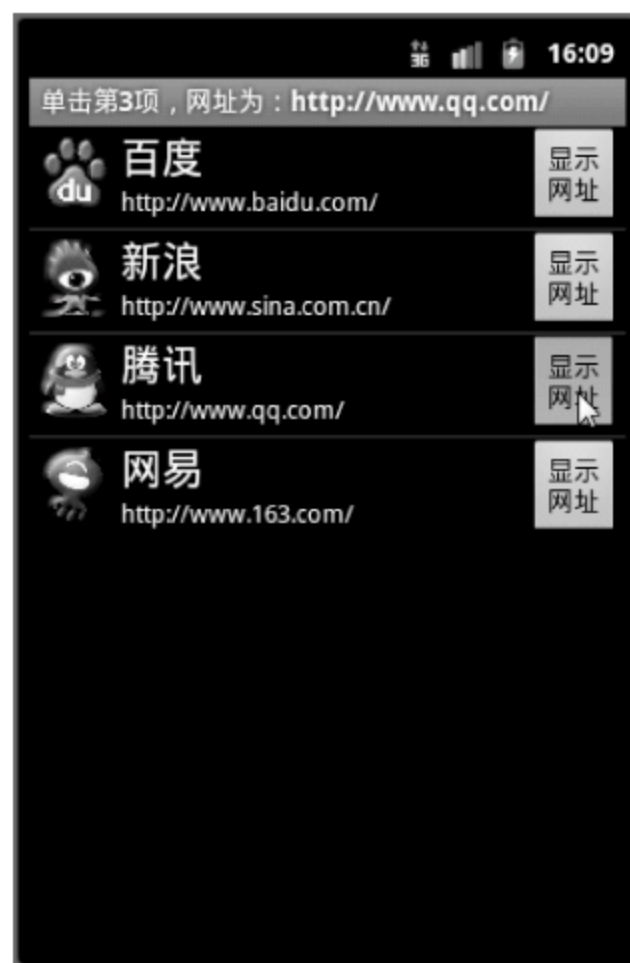 3G 16:09
单击第3项，网址为：http://www.qq.com/
du
百度
http://www.baidu.com/
显示
网址
新浪
http://www.sina.com.cn/
显示
网址
腾讯
http://www.qq.com/
显示
网址
网易
http://www.163.com/
显示
网址